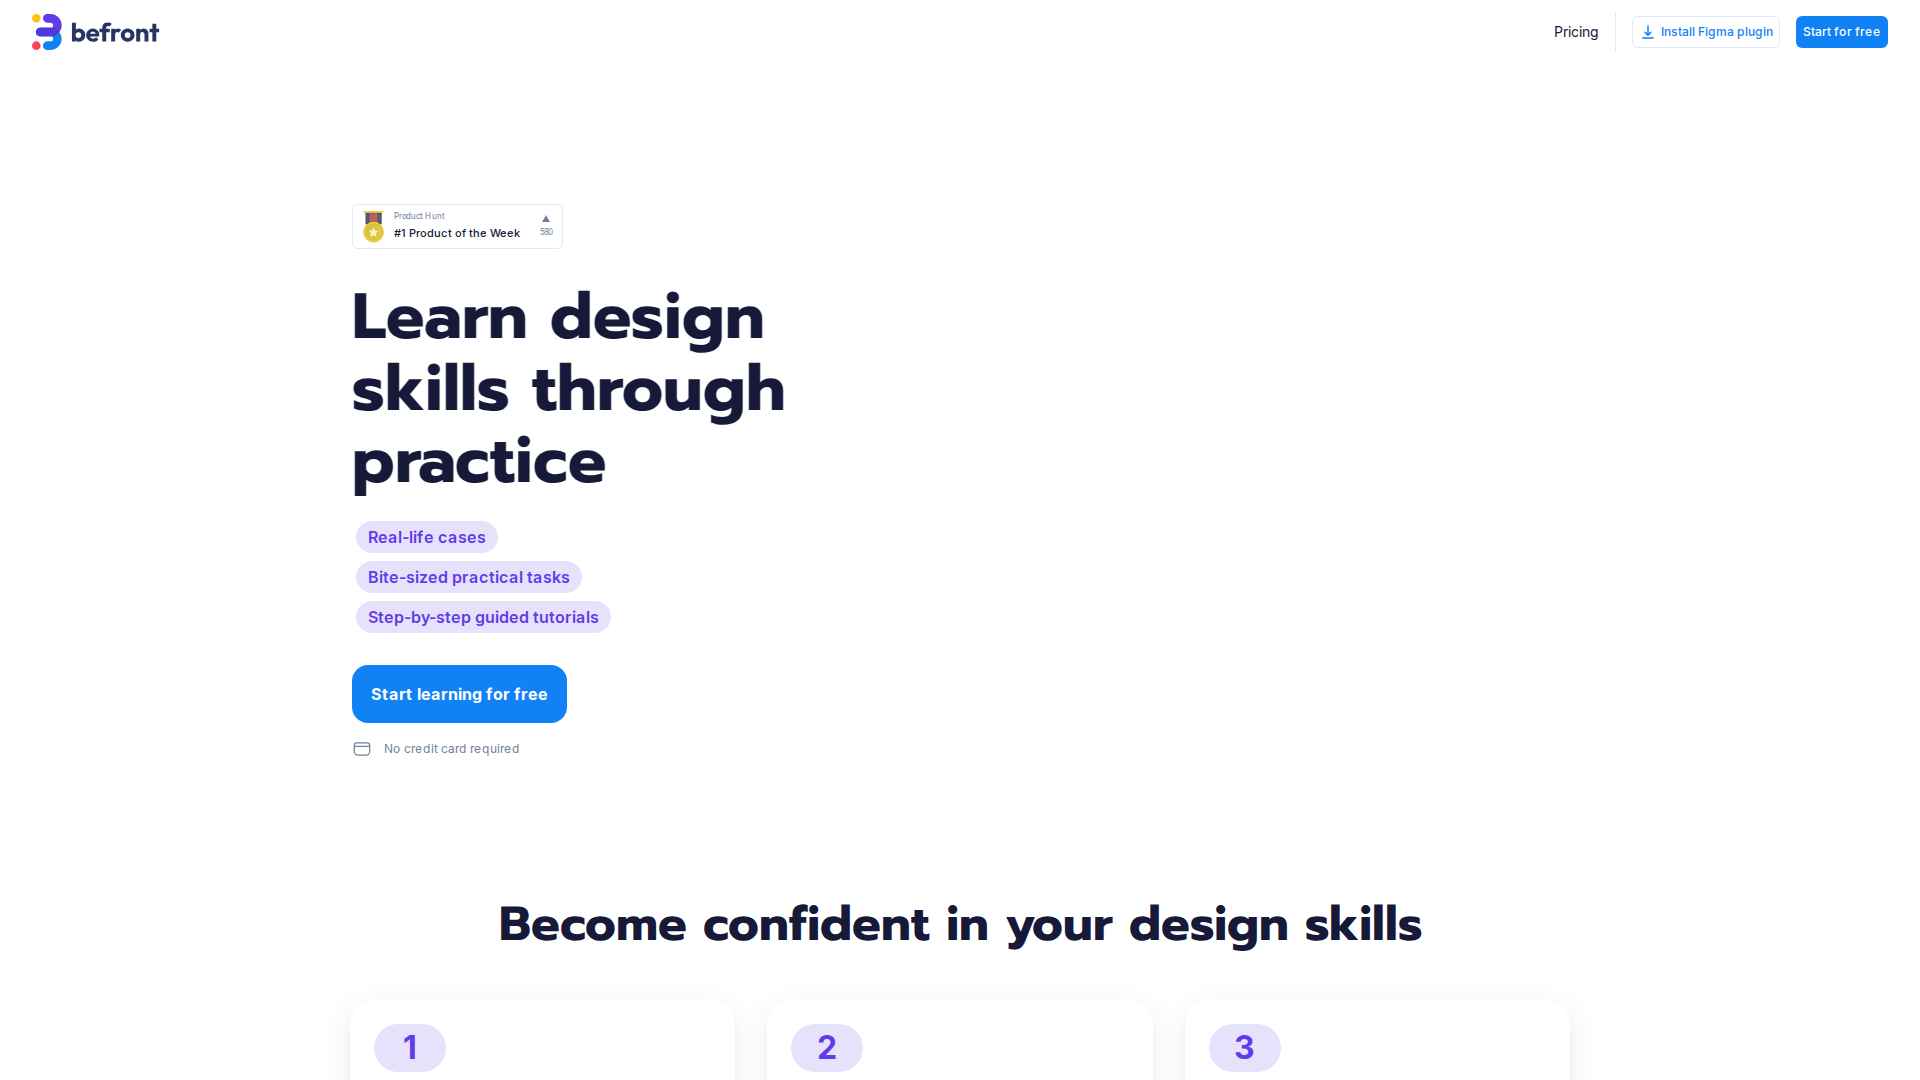 befront
Pricing
Install Figma plugin
Start for free
Product Hunt
#1 Product of the Week
580
Learn design
skills through
practice
Real-life cases
Bite-sized practical tasks
Step-by-step guided tutorials
Start learning for free
No credit card required
Become confident in your design skills
1
2
3